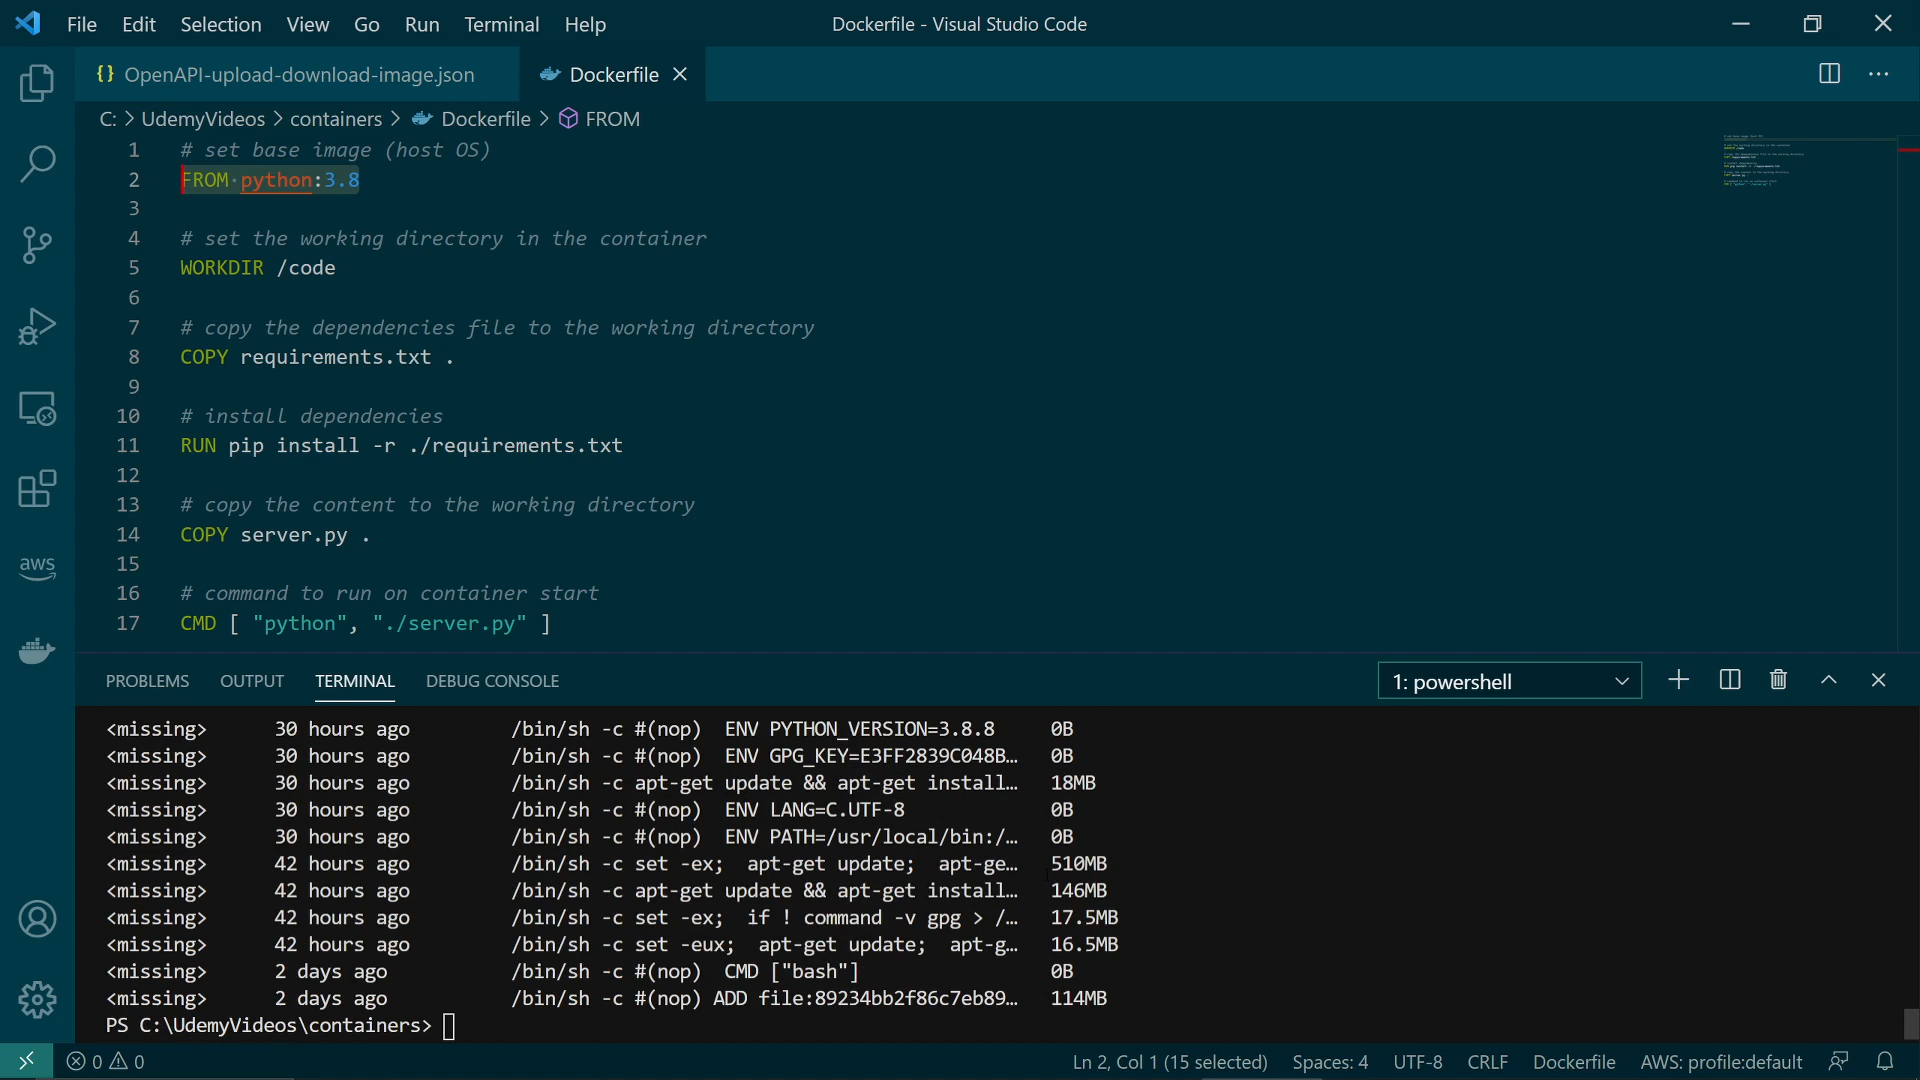 File Edit Selection View Go Run Terminal Help Dockerfile - Visual Studio Code
{} OpenAPI-upload-download-image.json Dockerfile
C: > UdemyVideos > containers > Dockerfile > FROM
1 # set base image (host OS)
2 FROM python:3.8
3
4 # set the working directory in the container
5 WORKDIR /code
6
7 # copy the dependencies file to the working directory
8 COPY requirements.txt .
9
10 # install dependencies
11 RUN pip install -r ./requirements.txt
12
13 # copy the content to the working directory
14 COPY server.py .
15
16 # command to run on container start
17 CMD [ "python", "./server.py" ]
aws
PROBLEMS OUTPUT TERMINAL DEBUG CONSOLE 1: powershell
<missing> 30 hours ago /bin/sh -c #(nop) ENV PYTHON_VERSION=3.8.8 0B
<missing> 30 hours ago /bin/sh -c #(nop) ENV GPG_KEY=E3FF2839C048B… 0B
<missing> 30 hours ago /bin/sh -c apt-get update && apt-get install… 18MB
<missing> 30 hours ago /bin/sh -c #(nop) ENV LANG=C.UTF-8 0B
<missing> 30 hours ago /bin/sh -c #(nop) ENV PATH=/usr/local/bin:/… 0B
<missing> 42 hours ago /bin/sh -c set -ex; apt-get update; apt-ge… 510MB
<missing> 42 hours ago /bin/sh -c apt-get update && apt-get install… 146MB
<missing> 42 hours ago /bin/sh -c set -ex; if ! command -v gpg > /… 17.5MB
<missing> 42 hours ago /bin/sh -c set -eux; apt-get update; apt-g… 16.5MB
<missing> 2 days ago /bin/sh -c #(nop) CMD ["bash"] 0B
<missing> 2 days ago /bin/sh -c #(nop) ADD file:89234bb2f86c7eb89… 114MB
PS C:\UdemyVideos\containers>
0 0 Ln 2, Col 1 (15 selected) Spaces: 4 UTF-8 CRLF Dockerfile AWS: profile:default